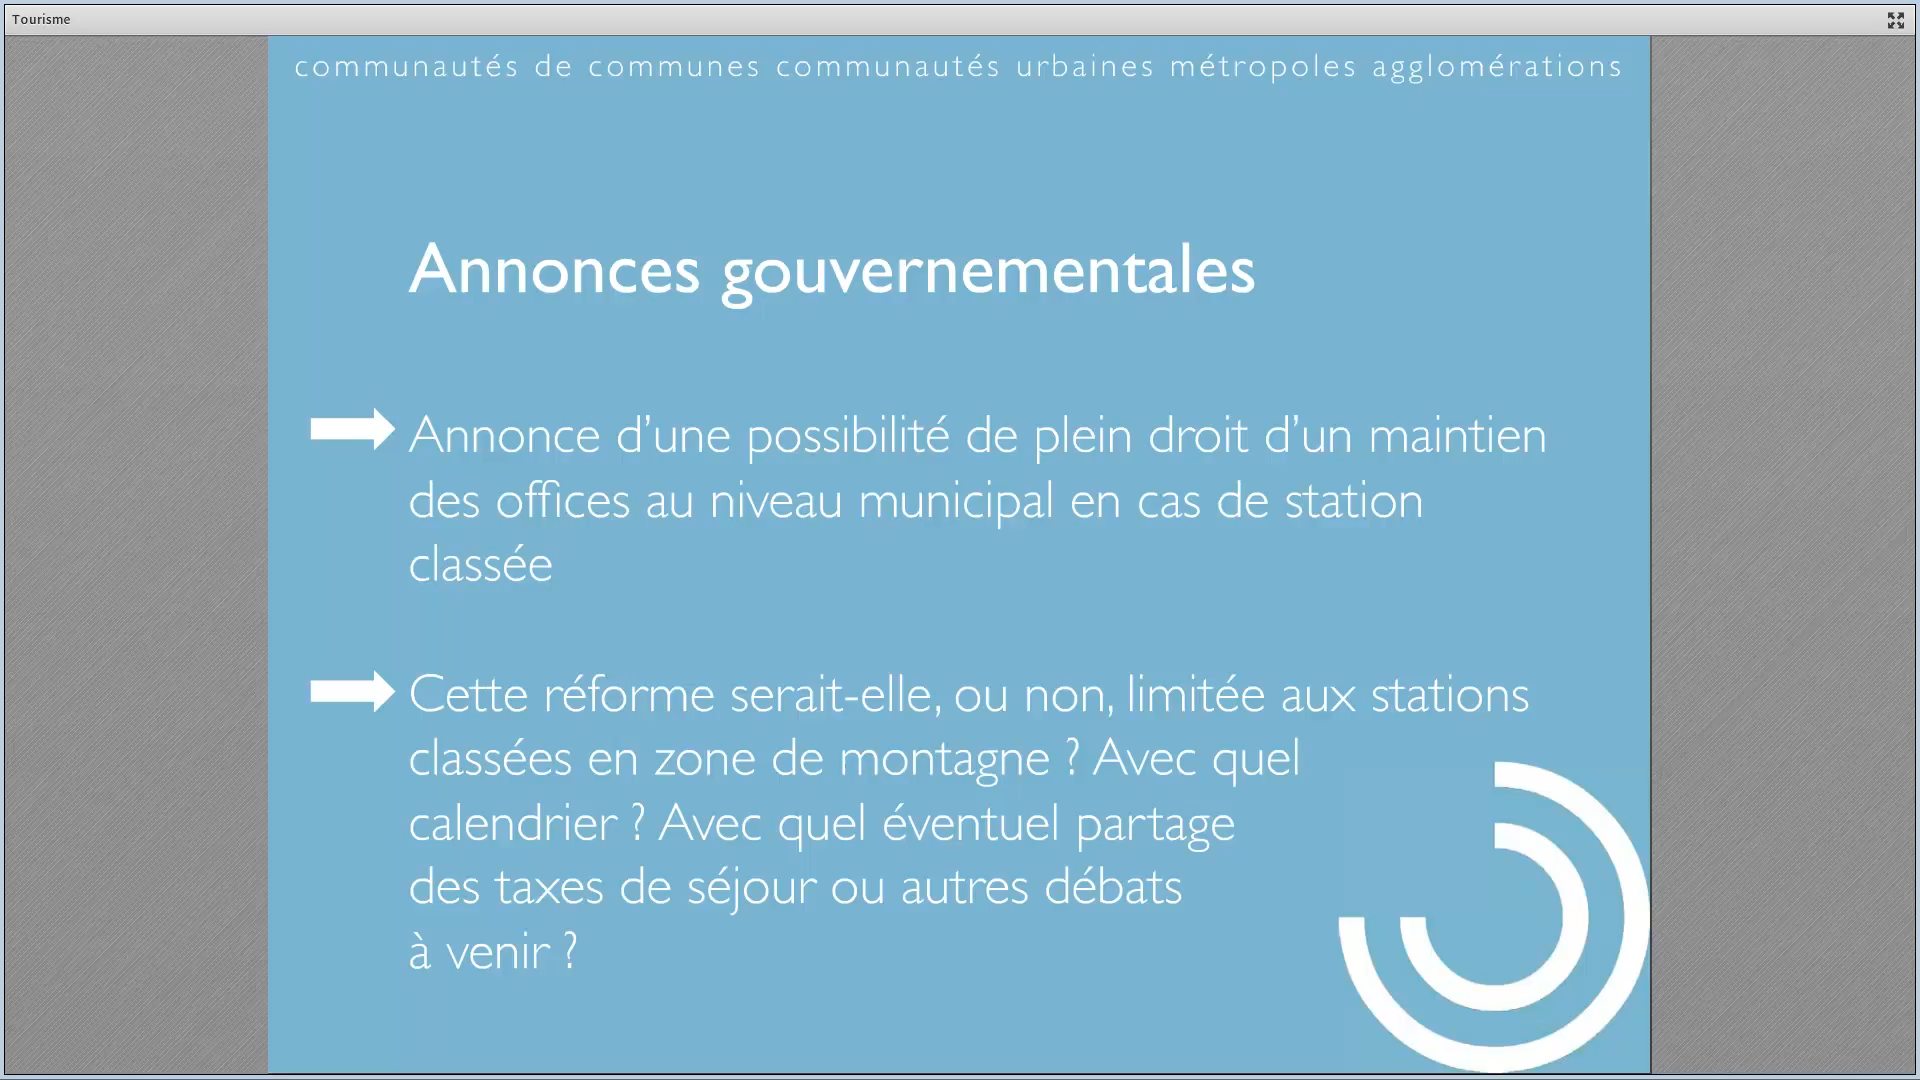 Tourisme
communautés de communes communautés urbaines métropoles agglomérations
Annonces gouvernementales
Annonce d’une possibilité de plein droit d’un maintien
des offices au niveau municipal en cas de station
classée
Cette réforme serait-elle, ou non, limitée aux stations
classées en zone de montagne ? Avec quel
calendrier ? Avec quel éventuel partage
des taxes de séjour ou autres débats
à venir ?